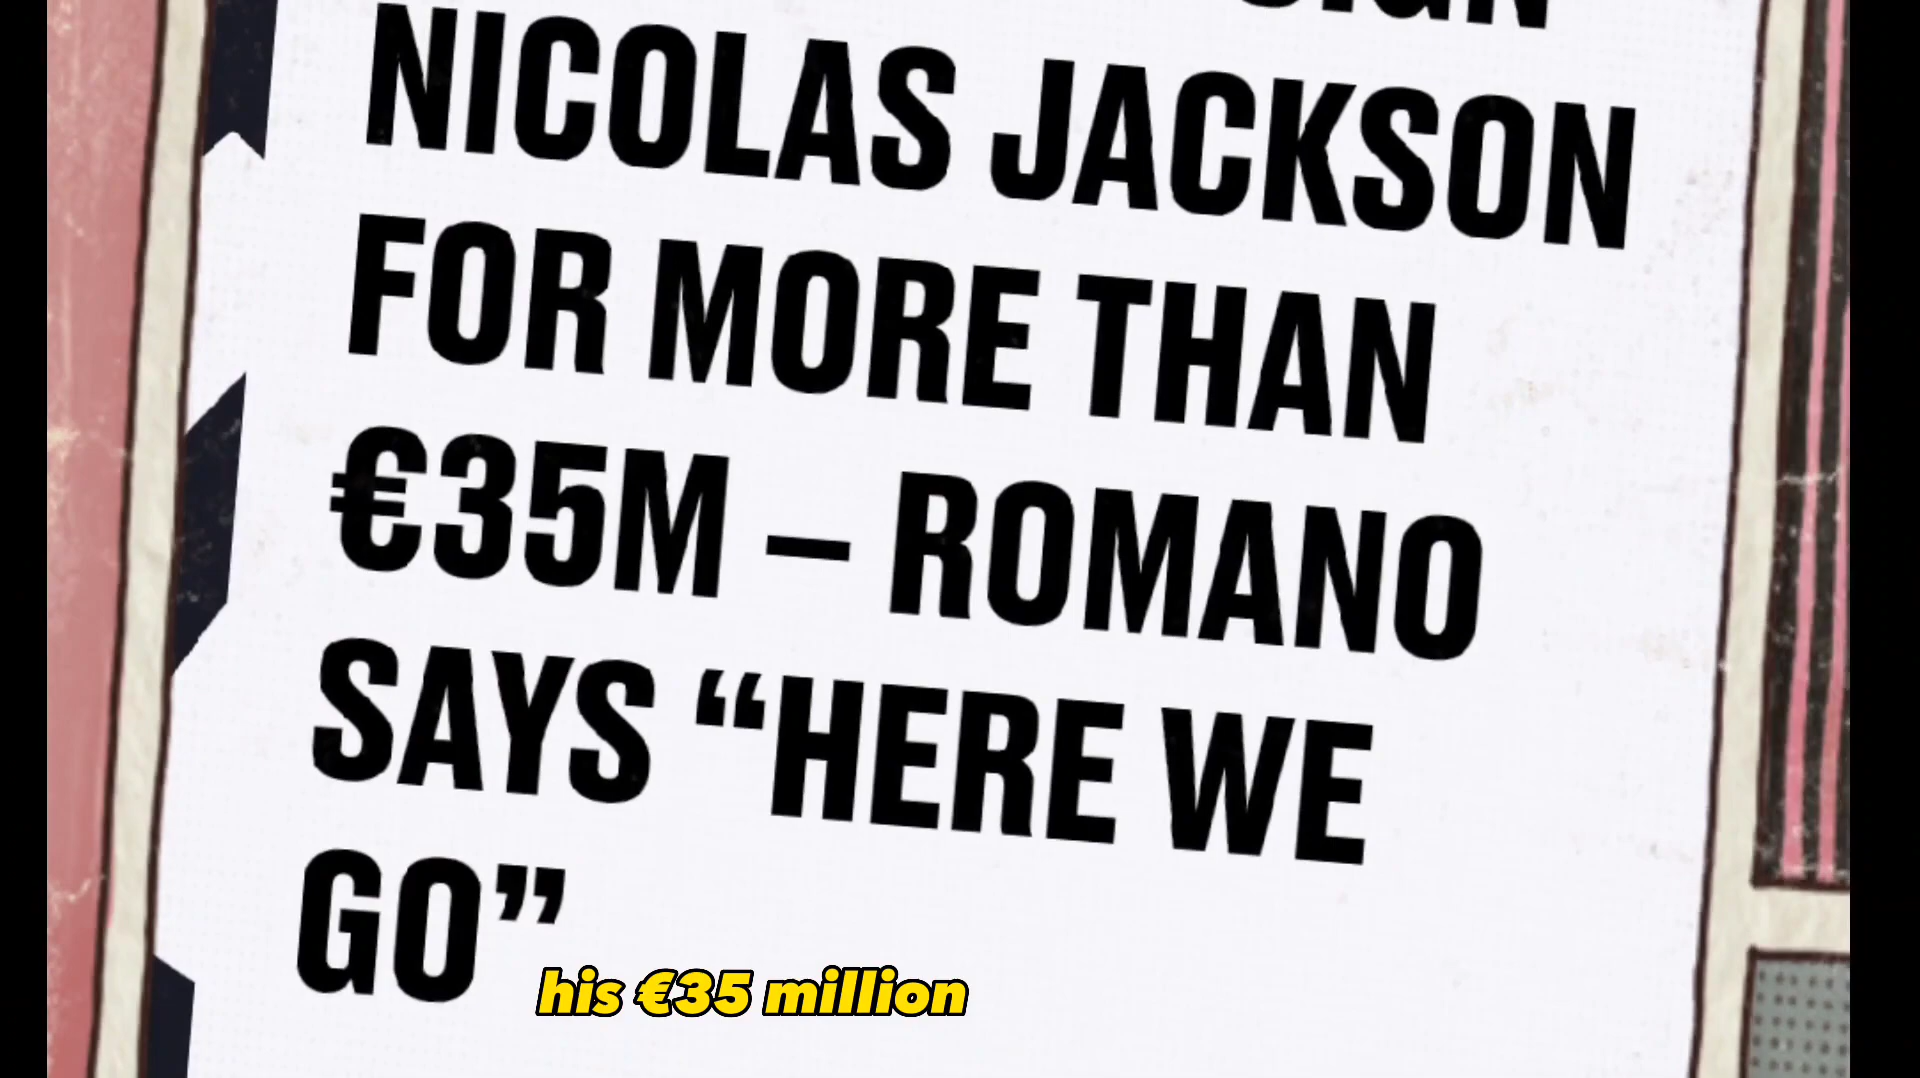 NICOLAS JACKSON
FOR MORE THAN
€35M – ROMANO
SAYS “HERE WE
GO”
his €35 million